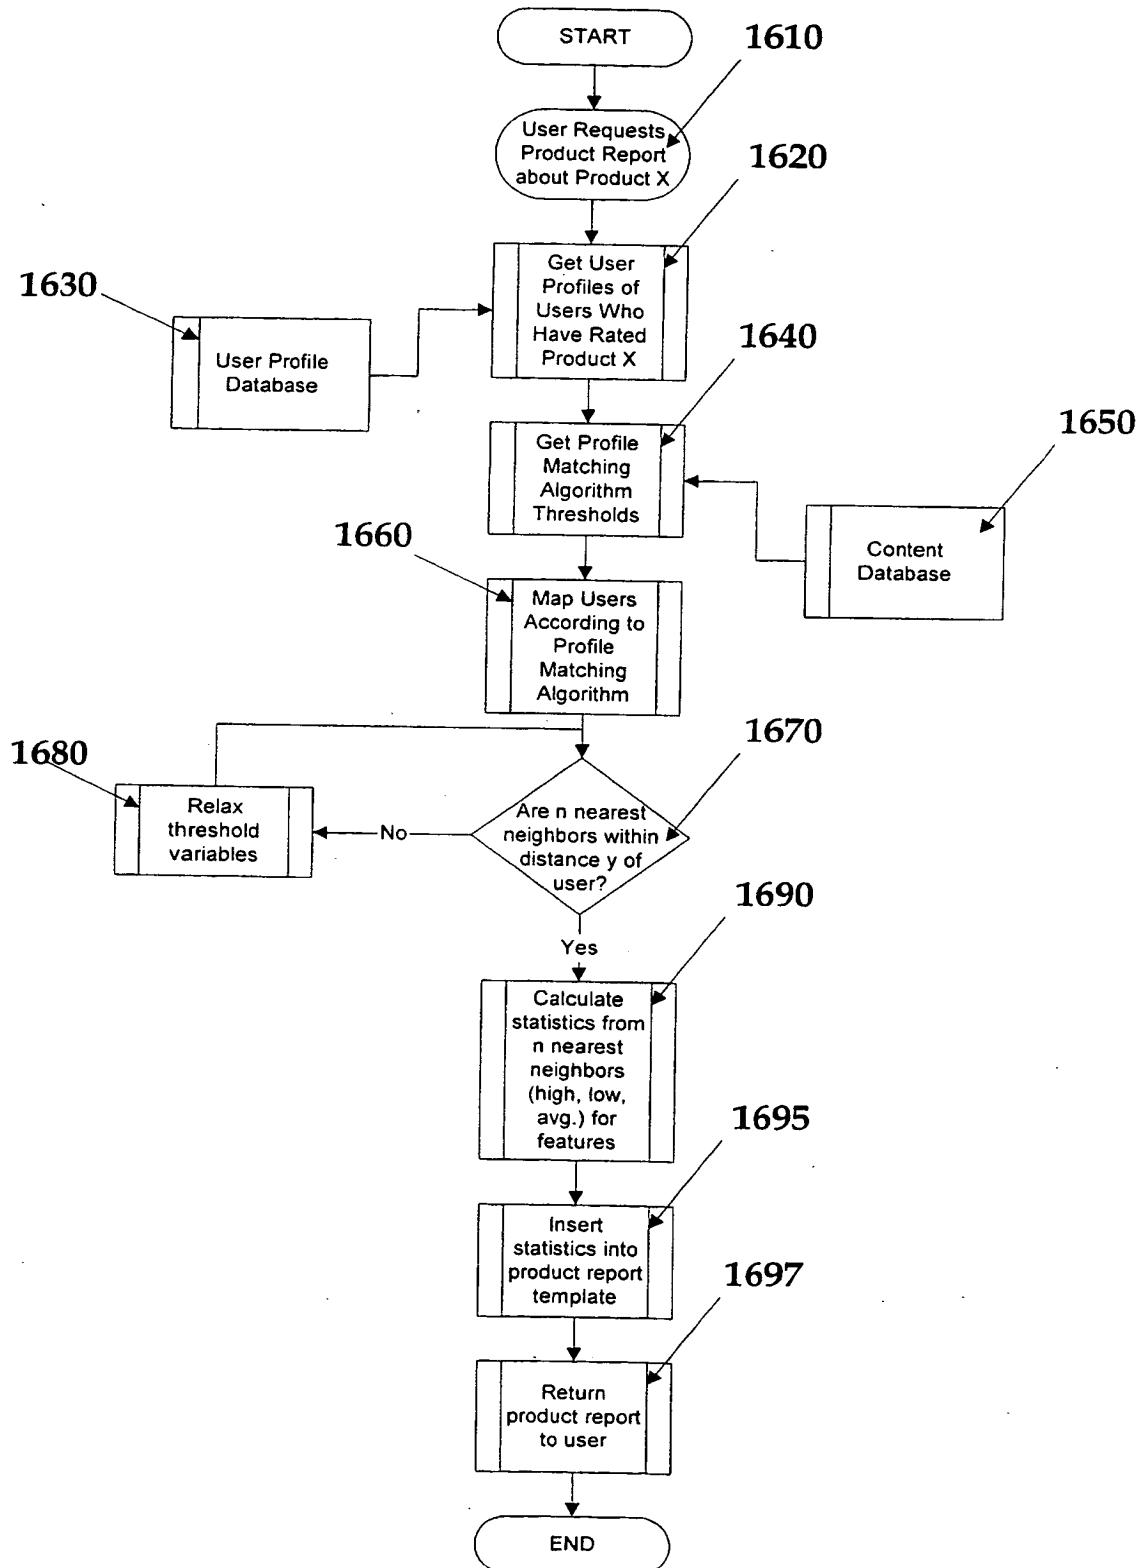 START
1610
User Requests
Product Report
about Product X
1620
Get User
Profiles of
Users Who
Have Rated
Product X
1630
User Profile
Database
1640
Get Profile
Matching
Algorithm
Thresholds
1650
Content
Database
1660
Map Users
According to
Profile
Matching
Algorithm
1670
Are n nearest
neighbors within
distance y of
user?
1680
Relax
threshold
variables
No
Yes
1690
Calculate
statistics from
n nearest
neighbors
(high, low,
avg.) for
features
1695
Insert
statistics into
product report
template
1697
Return
product report
to user
END